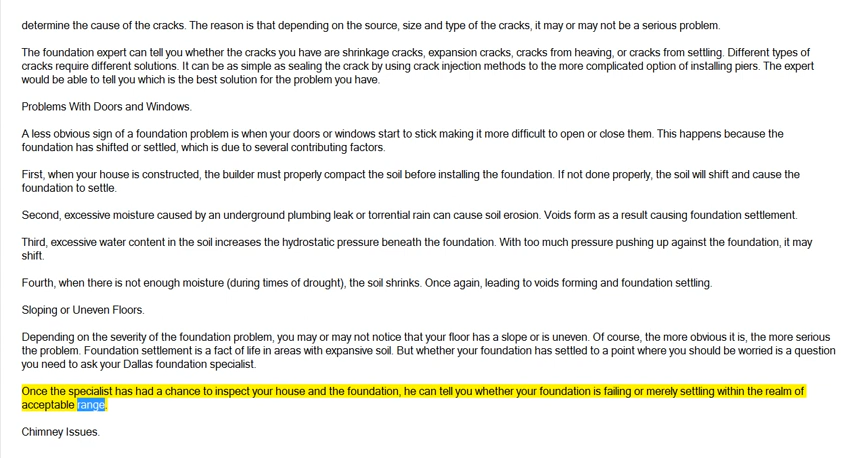 determine the cause of the cracks. The reason is that depending on the source, size and type of the cracks, it may or may not be a serious problem.
The foundation expert can tell you whether the cracks you have are shrinkage cracks, expansion cracks, cracks from heaving, or cracks from settling. Different types of
cracks require different solutions. It can be as simple as sealing the crack by using crack injection methods to the more complicated option of installing piers. The expert
would be able to tell you which is the best solution for the problem you have.
Problems With Doors and Windows.
A less obvious sign of a foundation problem is when your doors or windows start to stick making it more difficult to open or close them. This happens because the
foundation has shifted or settled, which is due to several contributing factors.
First, when your house is constructed, the builder must properly compact the soil before installing the foundation. If not done properly, the soil will shift and cause the
foundation to settle.
Second, excessive moisture caused by an underground plumbing leak or torrential rain can cause soil erosion. Voids form as a result causing foundation settlement.
Third, excessive water content in the soil increases the hydrostatic pressure beneath the foundation. With too much pressure pushing up against the foundation, it may
shift.
Fourth, when there is not enough moisture (during times of drought), the soil shrinks. Once again, leading to voids forming and foundation settling.
Sloping or Uneven Floors.
Depending on the severity of the foundation problem, you may or may not notice that your floor has a slope or is uneven. Of course, the more obvious it is, the more serious
the problem. Foundation settlement is a fact of life in areas with expansive soil. But whether your foundation has settled to a point where you should be worried is a question
you need to ask your Dallas foundation specialist.
Once the specialist has had a chance to inspect your house and the foundation, he can tell you whether your foundation is failing or merely settling within the realm of
acceptable range.
Chimney Issues.